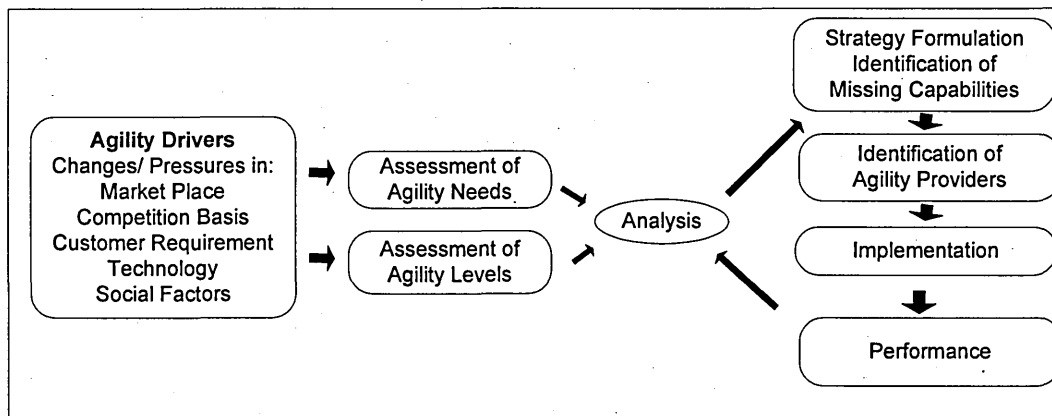 Agility Drivers
Changes/ Pressures in:
Market Place
Competition Basis
Customer Requirement
Technology
Social Factors
Assessment of
Agility Needs
Assessment of
Agility Levels
Analysis
Strategy Formulation
Identification of
Missing Capabilities
Identification of
Agility Providers
Implementation
Performance